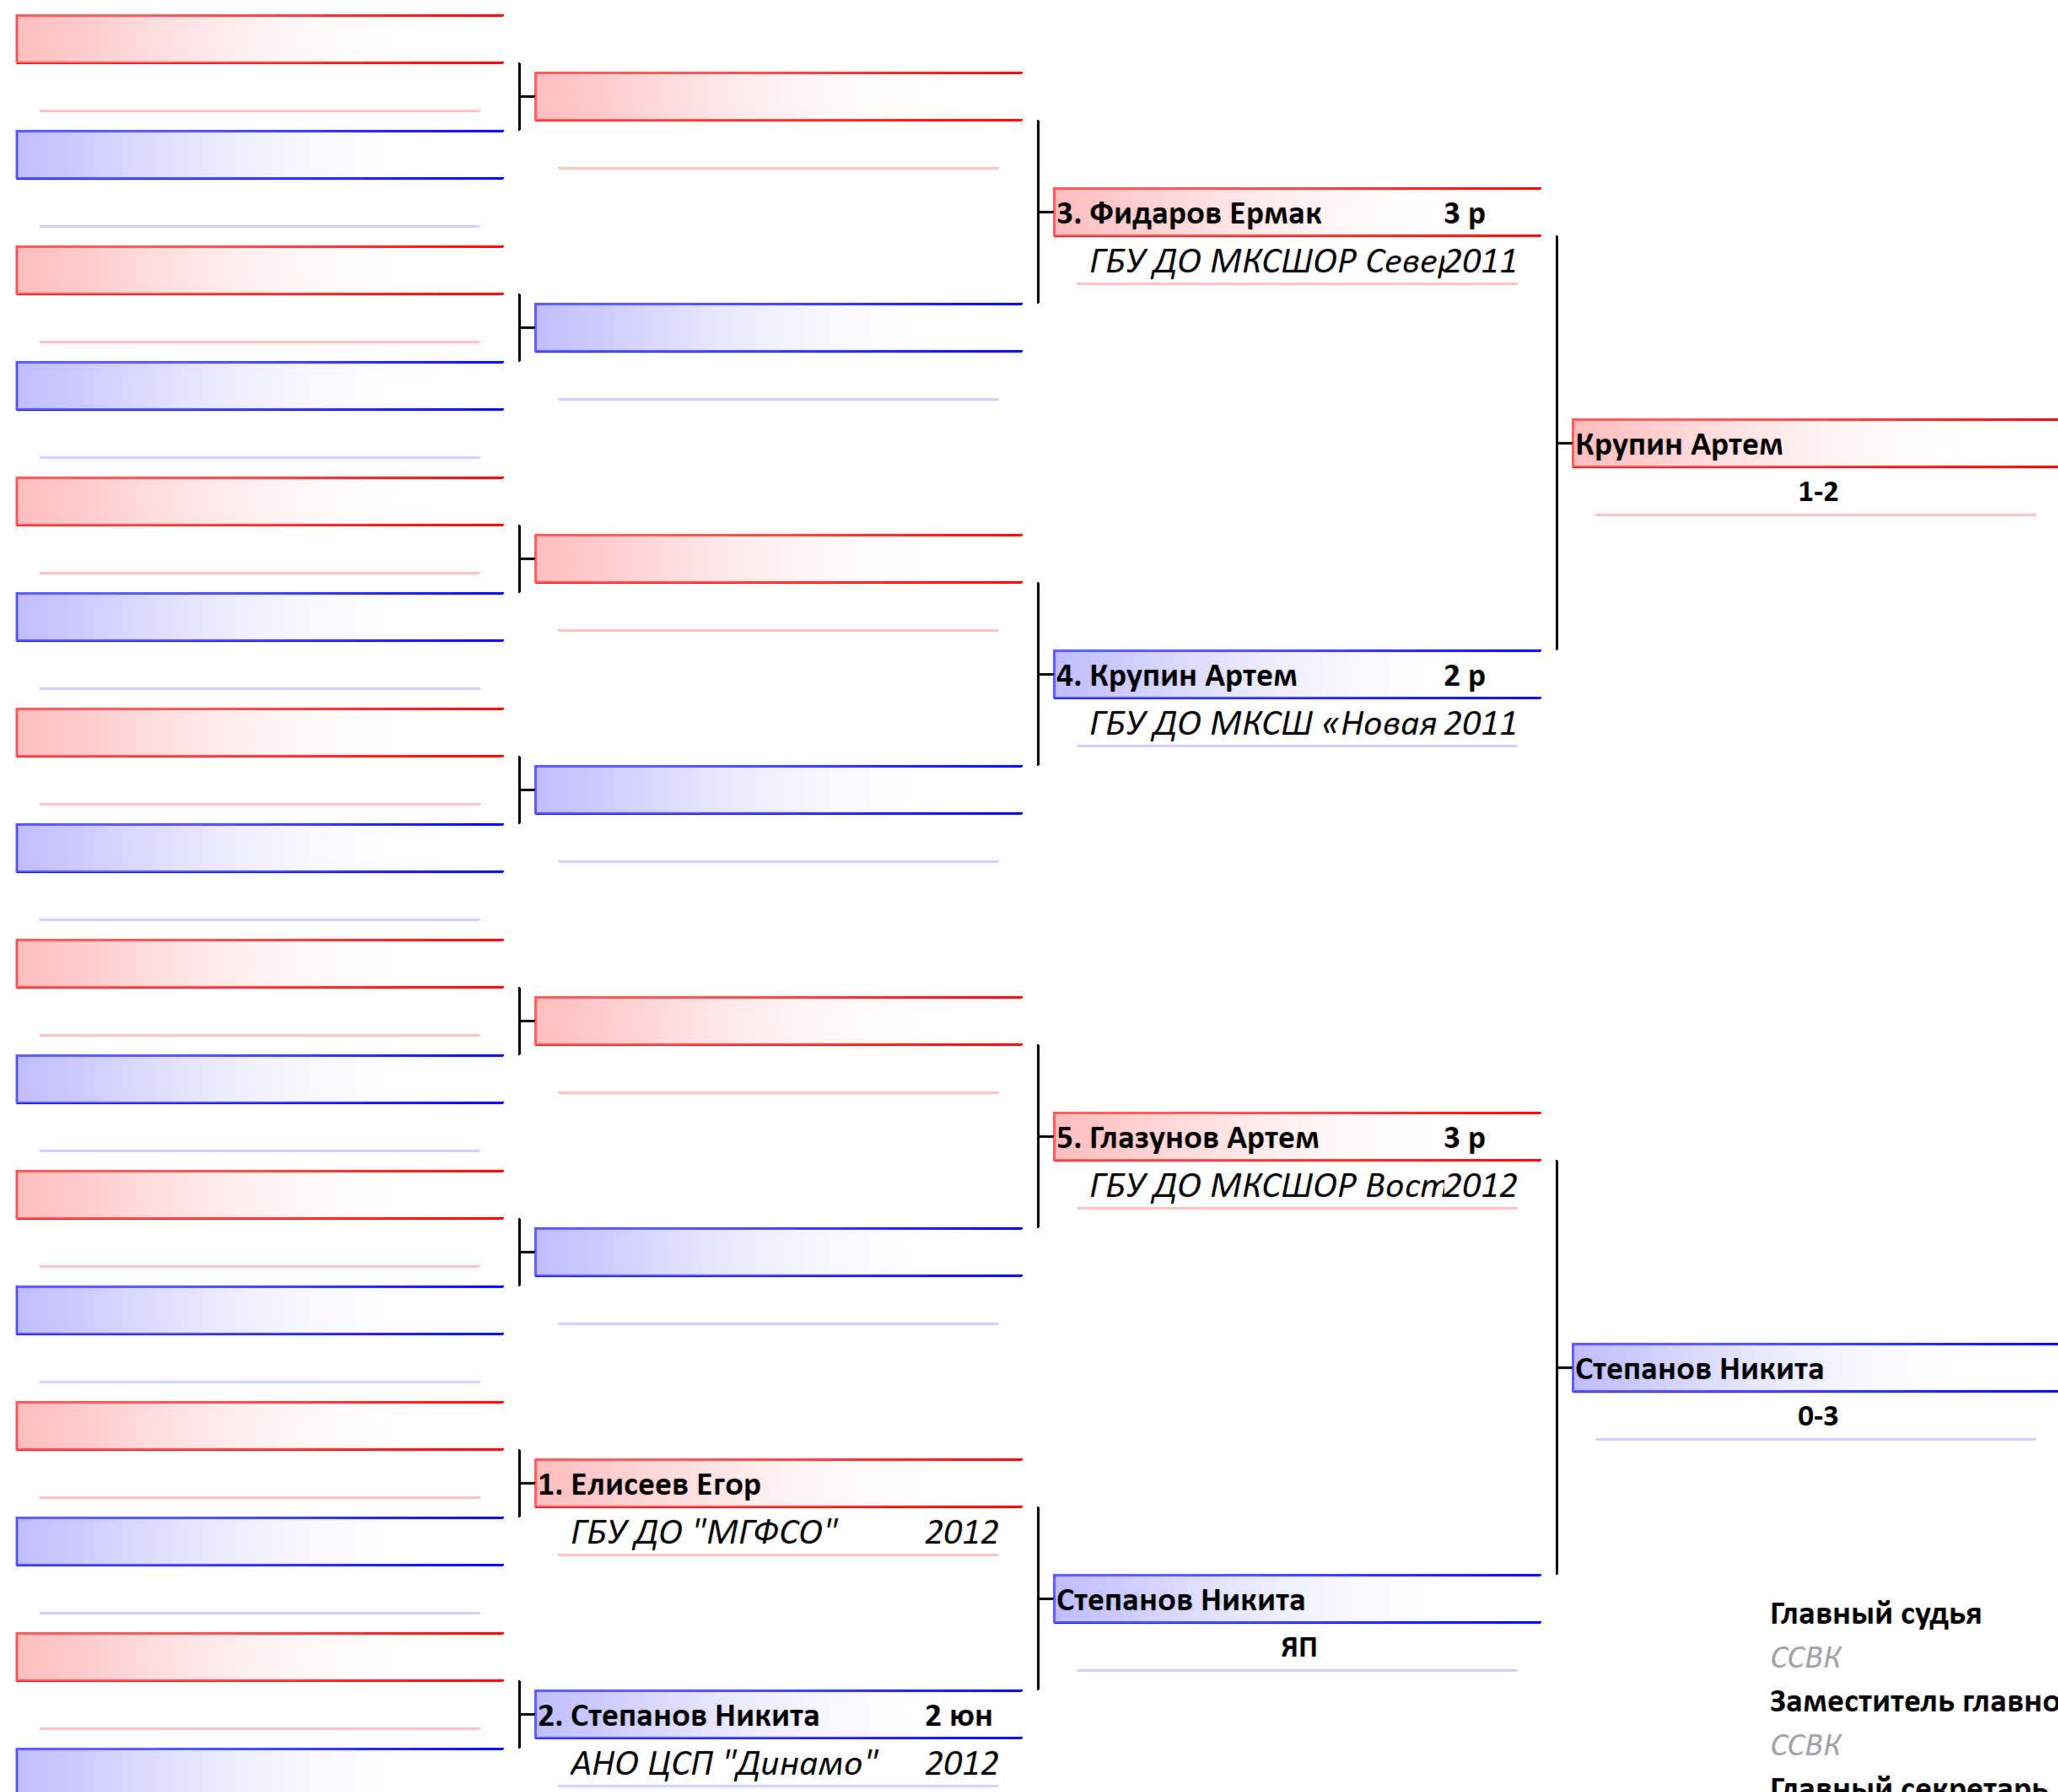 3. Фидаров Ермак 3 р
ГБУ ДО МКСШОР Север 2011
Крупин Артем
1-2
4. Крупин Артем 2 р
ГБУ ДО МКСШ «Новая 2011
5. Глазунов Артем 3 р
ГБУ ДО МКСШОР Вост 2012
Степанов Никита
0-3
1. Елисеев Егор
ГБУ ДО "МГФСО" 2012
Степанов Никита
ЯП
2. Степанов Никита 2 юн
АНО ЦСП "Динамо" 2012
Главный судья
ССВК
Заместитель главно
ССВК
Главный секретарь